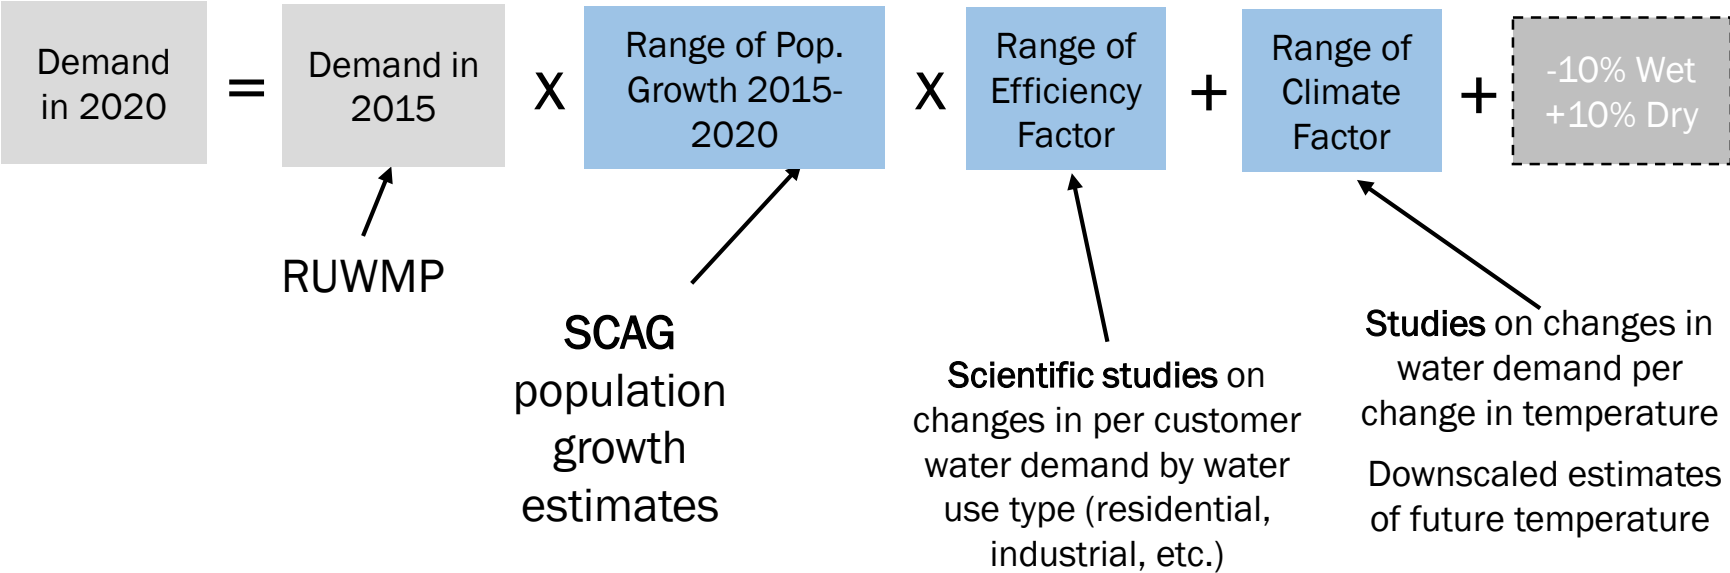 Demand
in 2020
=
Demand in
2015
X
Range of Pop.
Growth 2015-
2020
X
Range of
Efficiency
Factor
+
Range of
Climate
Factor
+
-10% Wet
+10% Dry
RUWMP
SCAG
population
growth
estimates
Scientific studies on
changes in per customer
water demand by water
use type (residential,
industrial, etc.)
Studies on changes in
water demand per
change in temperature
Downscaled estimates
of future temperature